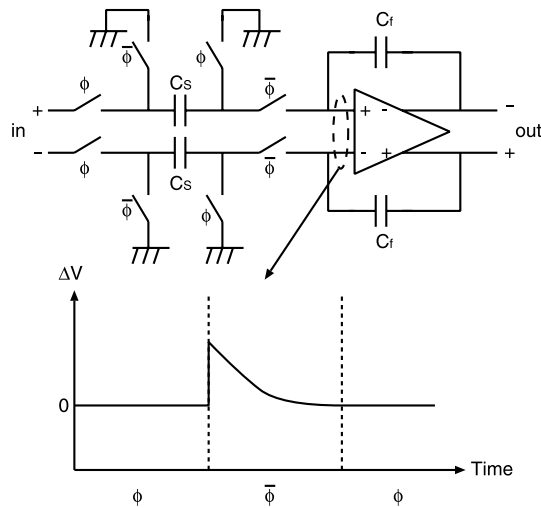 Cf
ϕ̅ ϕ
ϕ Cs ϕ̅
+ + - -
in out
- - + +
ϕ Cs ϕ̅
ϕ̅ ϕ
Cf
ΔV
0
Time
ϕ ϕ̅ ϕ